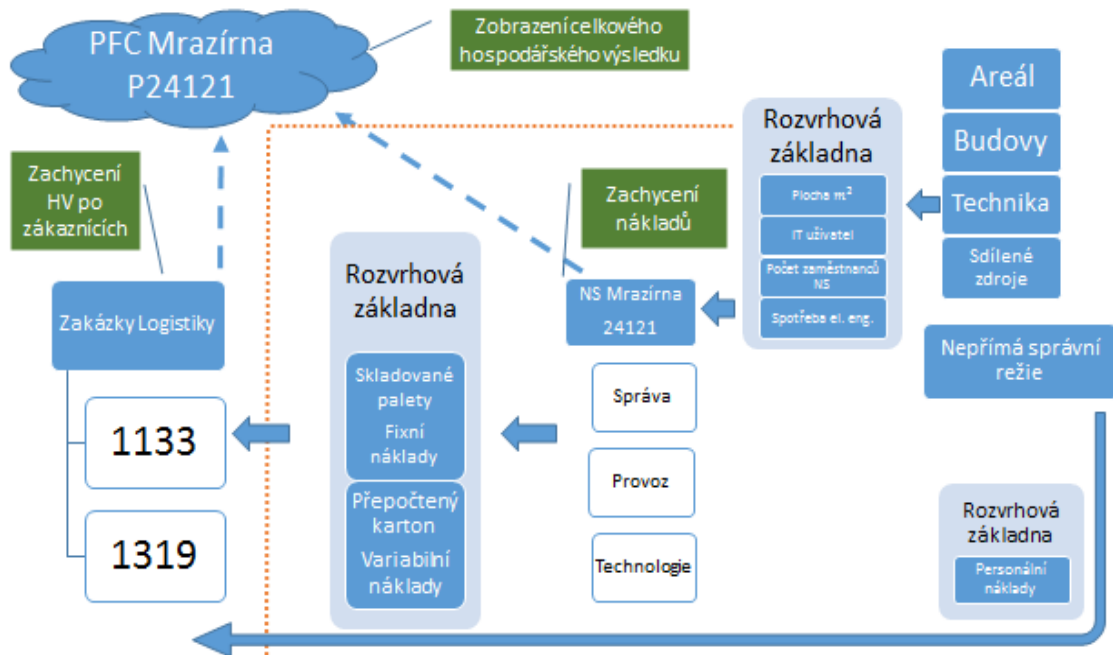 PFC Mrazírna
P24121
Zobrazení celkového
hospodářského výsledku
Zachycení
HV po
zákaznících
Zakázky Logistiky
1133
1319
Rozvrhová
základna
Skladované
palety
Fixní
náklady
Přepočtený
karton
Variabilní
náklady
Zachycení
nákladů
NS Mrazírna
24121
Správa
Provoz
Technologie
Rozvrhová
základna
Plocha m²
IT uživatel
Počet zaměstnanců
NS
Spotřeba el. eng.
Areál
Budovy
Technika
Sdílené
zdroje
Nepřímá správní
režie
Rozvrhová
základna
Personální
náklady